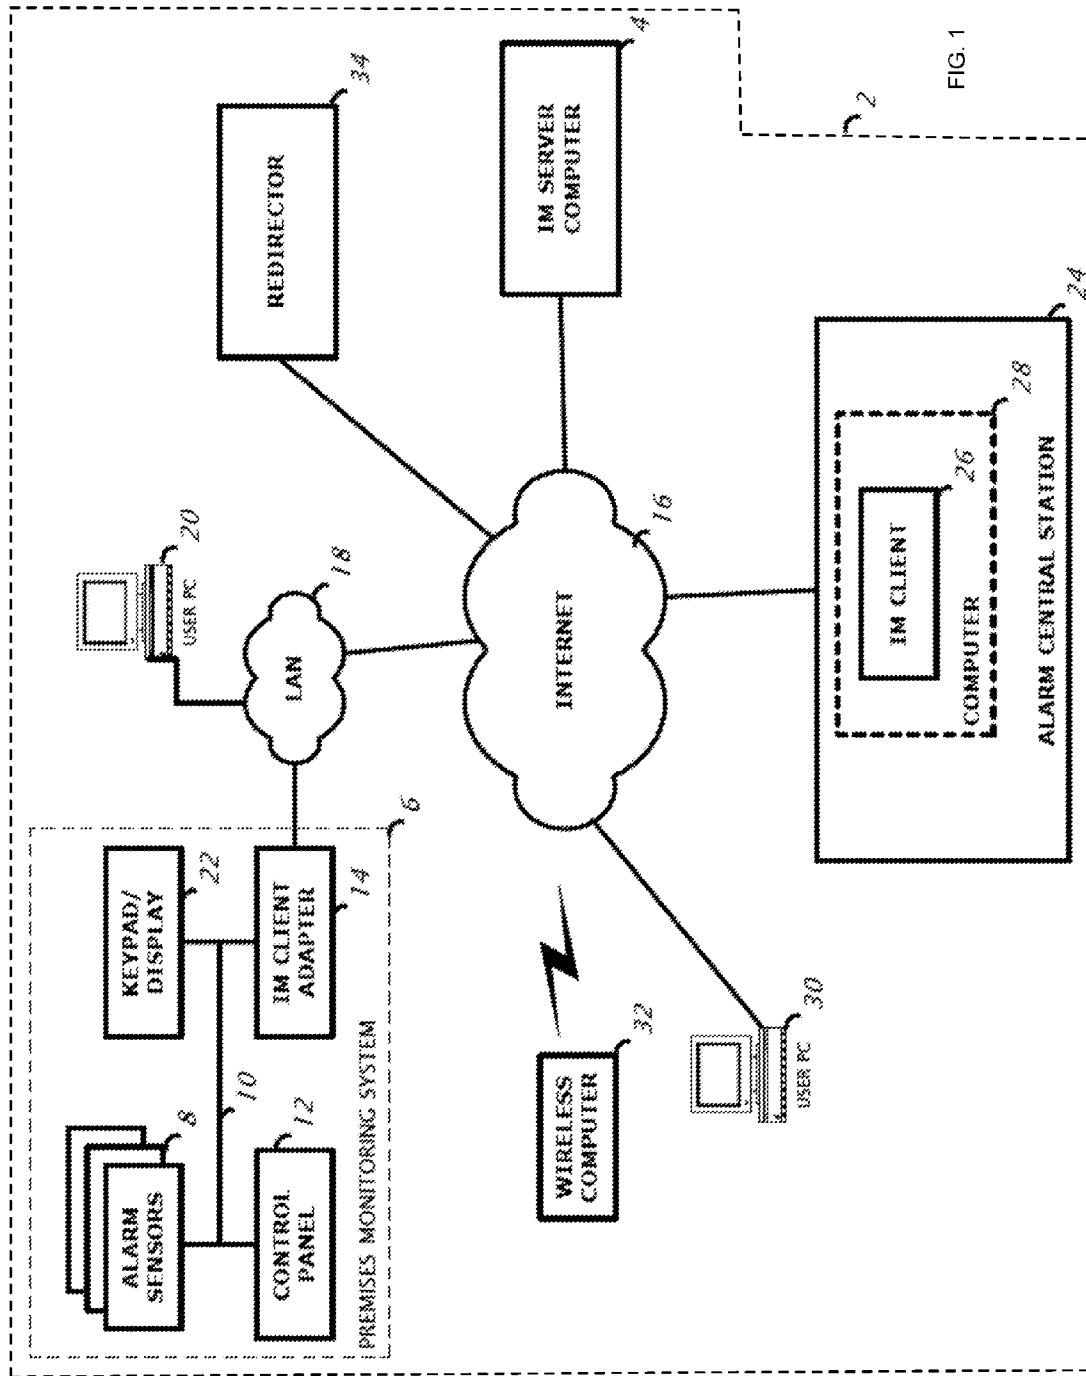 ALARM
SENSORS
8
KEYPAD/
DISPLAY
22
10
CONTROL
PANEL
12
IM CLIENT
ADAPTER
14
PREMISES MONITORING SYSTEM
6
USER PC
20
LAN
18
REDIRECTOR
34
WIRELESS
COMPUTER
32
INTERNET
16
IM SERVER
COMPUTER
4
USER PC
30
IM CLIENT
26
COMPUTER
28
ALARM CENTRAL STATION
24
2
FIG. 1